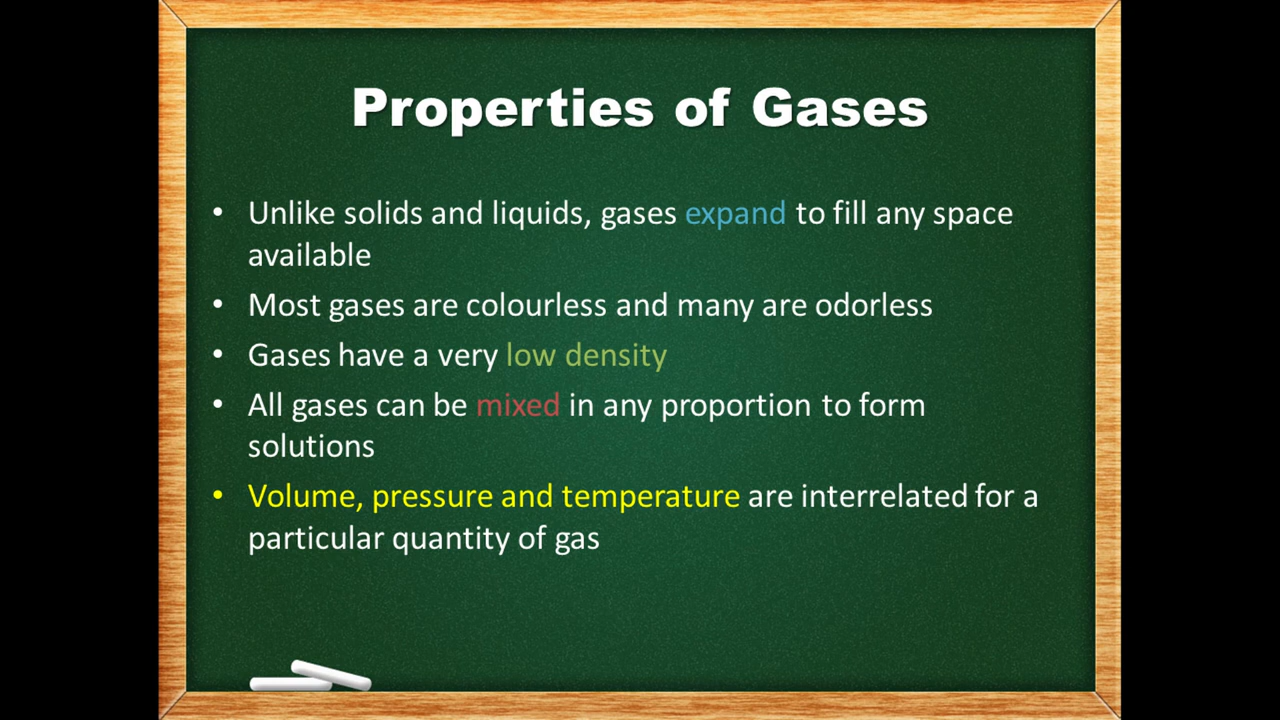 Properties of Gases
• Unlike solids and liquids, gases expand to fill any space
available
• Most gases are colourless and many are odorless
• Gases have a very low density
• All gases can be mixed in any proportion to form
solutions
• Volume, pressure and temperature are interrelated for a
particular quantity of gas